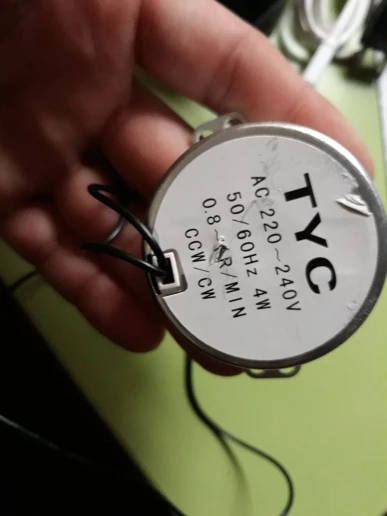 TYC
AC 220~240V
50/60Hz 4W
0.8~ R/MIN
CCW/CW